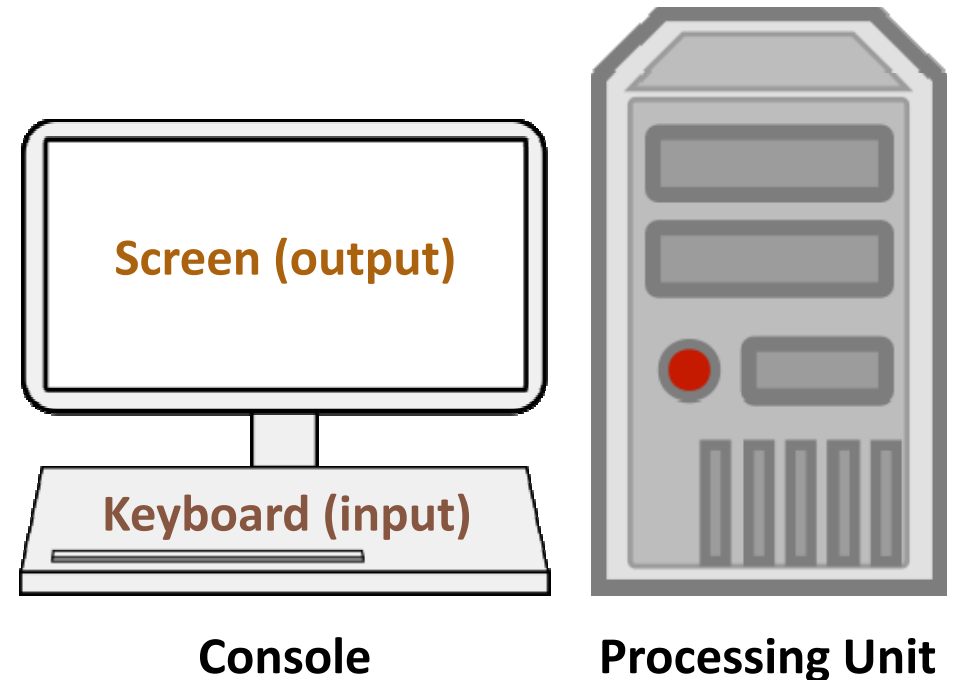 Screen (output)
Keyboard (input)
Console
Processing Unit